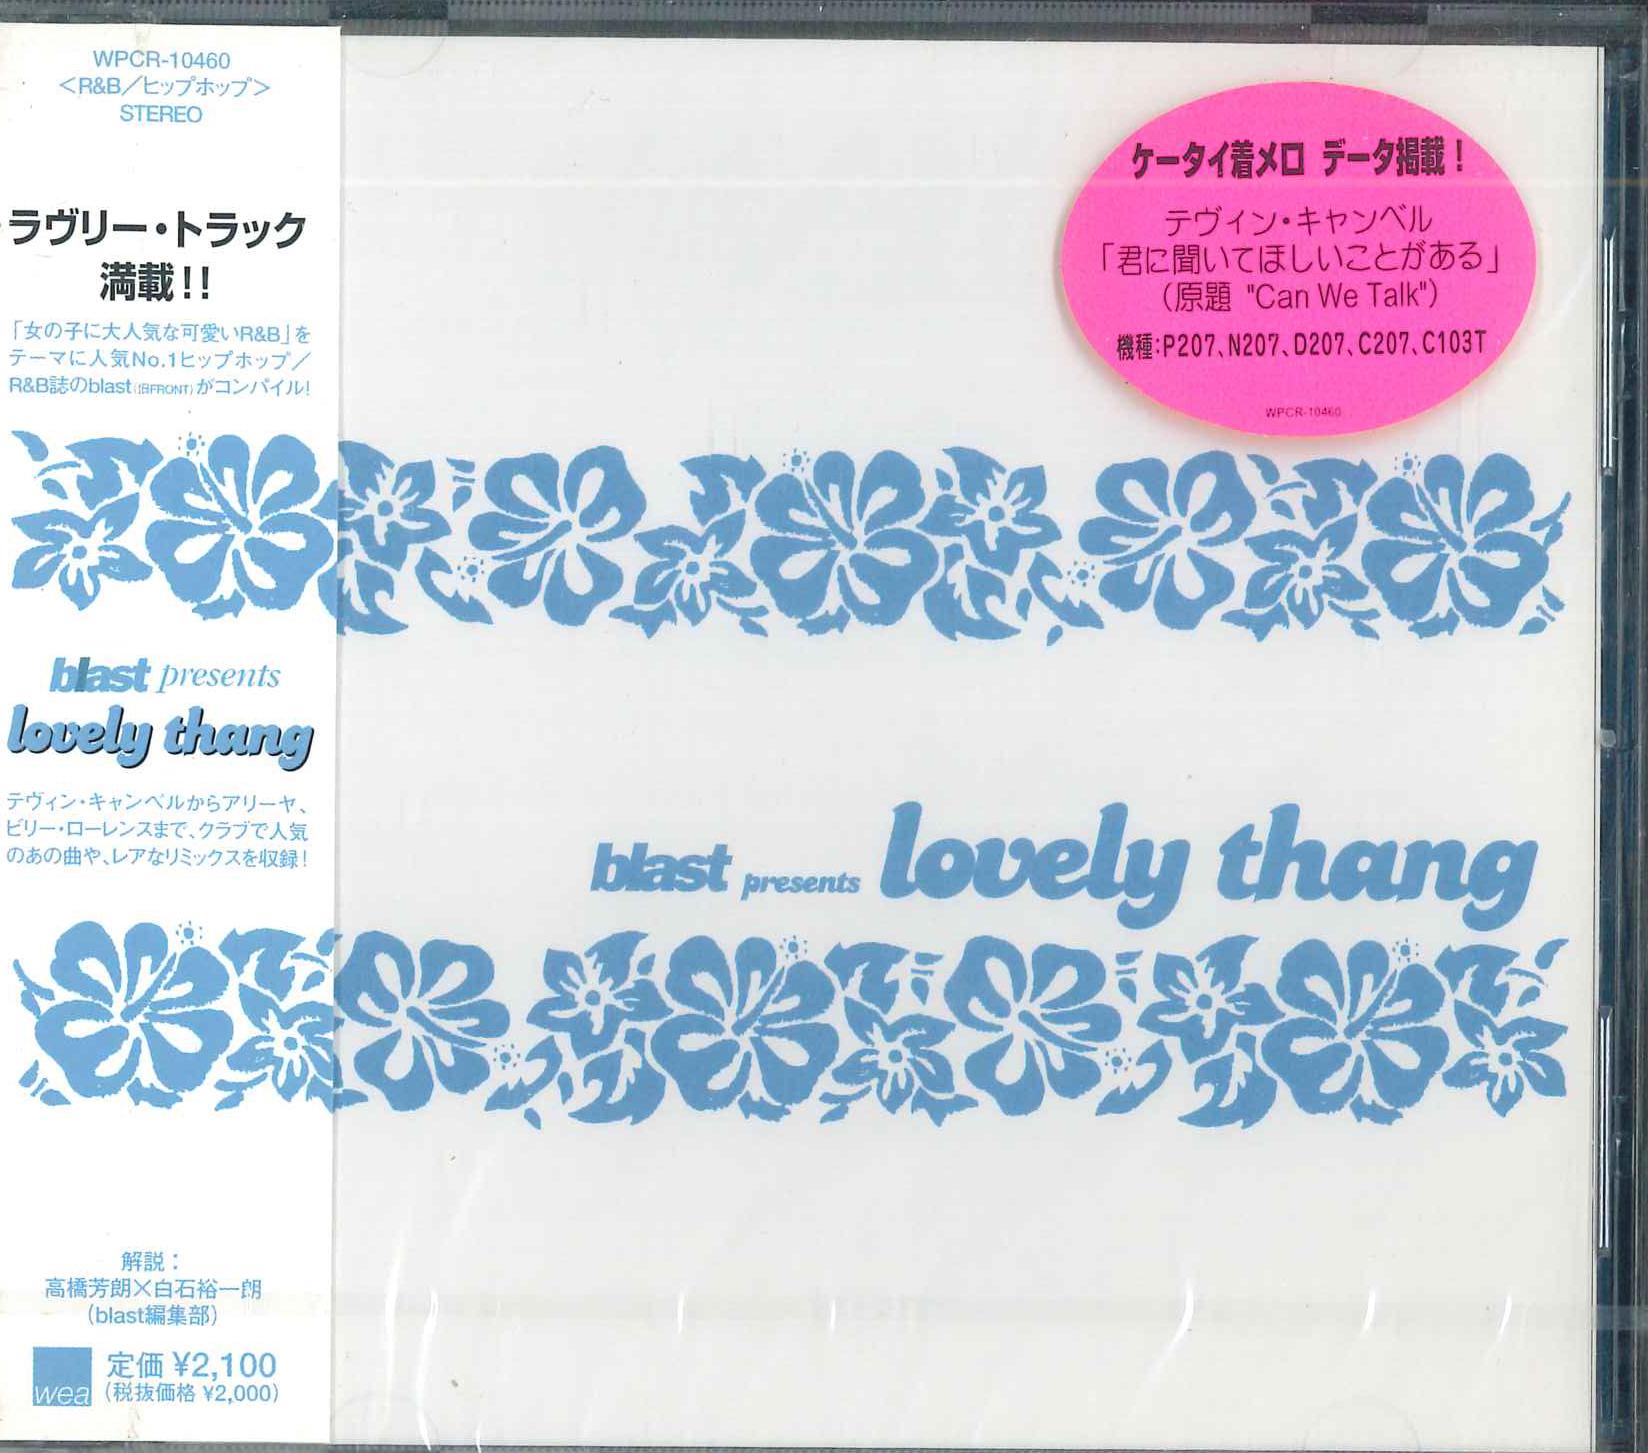 WPCR-10460
＜R&B／ヒップホップ＞
STEREO
ラヴリー・トラック
満載!!
「女の子に大人気な可愛いR&B」を
テーマに人気No.1ヒップホップ／
R&B誌のblast(旧FRONT)がコンパイル!
blast presents
lovely thang
テヴィン・キャンベルからアリーヤ、
ビリー・ローレンスまで、クラブで人気
のあの曲や、レアなリミックスを収録!
解説：
高橋芳朗×白石裕一朗
(blast編集部)
wea
定価 ¥2,100
(税抜価格 ¥2,000)
ケータイ着メロ データ掲載!
テヴィン・キャンベル
「君に聞いてほしいことがある」
(原題 "Can We Talk")
機種:P207、N207、D207、C207、C103T
WPCR-10460
blast presents lovely thang